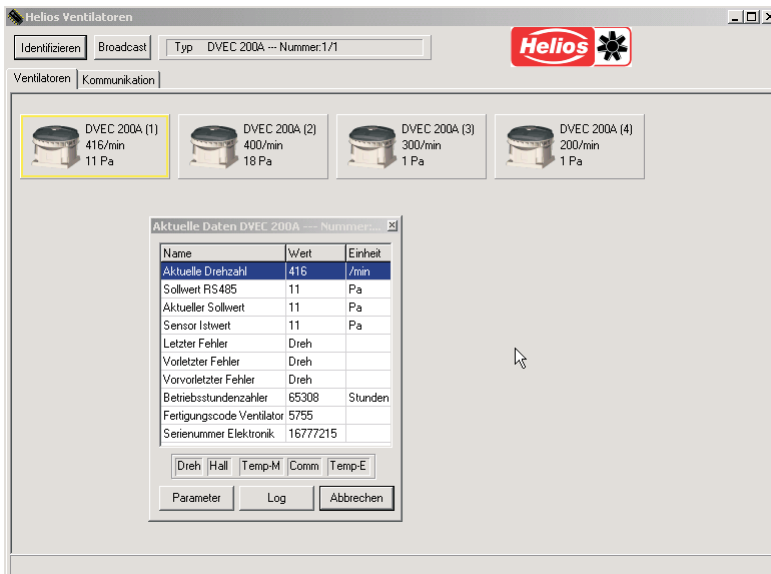 Helios Ventilatoren
Identifizieren Broadcast Typ DVEC 200A --- Nummer:1/1
Helios
Ventilatoren Kommunikation
DVEC 200A (1)
416/min
11 Pa
DVEC 200A (2)
400/min
18 Pa
DVEC 200A (3)
300/min
1 Pa
DVEC 200A (4)
200/min
1 Pa
Aktuelle Daten DVEC 200A --- Nummer:...
Name Wert Einheit
Aktuelle Drehzahl 416 /min
Sollwert RS485 11 Pa
Aktueller Sollwert 11 Pa
Sensor Istwert 11 Pa
Letzter Fehler Dreh
Vorletzter Fehler Dreh
Vorvorletzter Fehler Dreh
Betriebsstundenzahler 65308 Stunden
Fertigungscode Ventilator 5755
Serienummer Elektronik 16777215
Dreh Hall Temp-M Comm Temp-E
Parameter Log Abbrechen